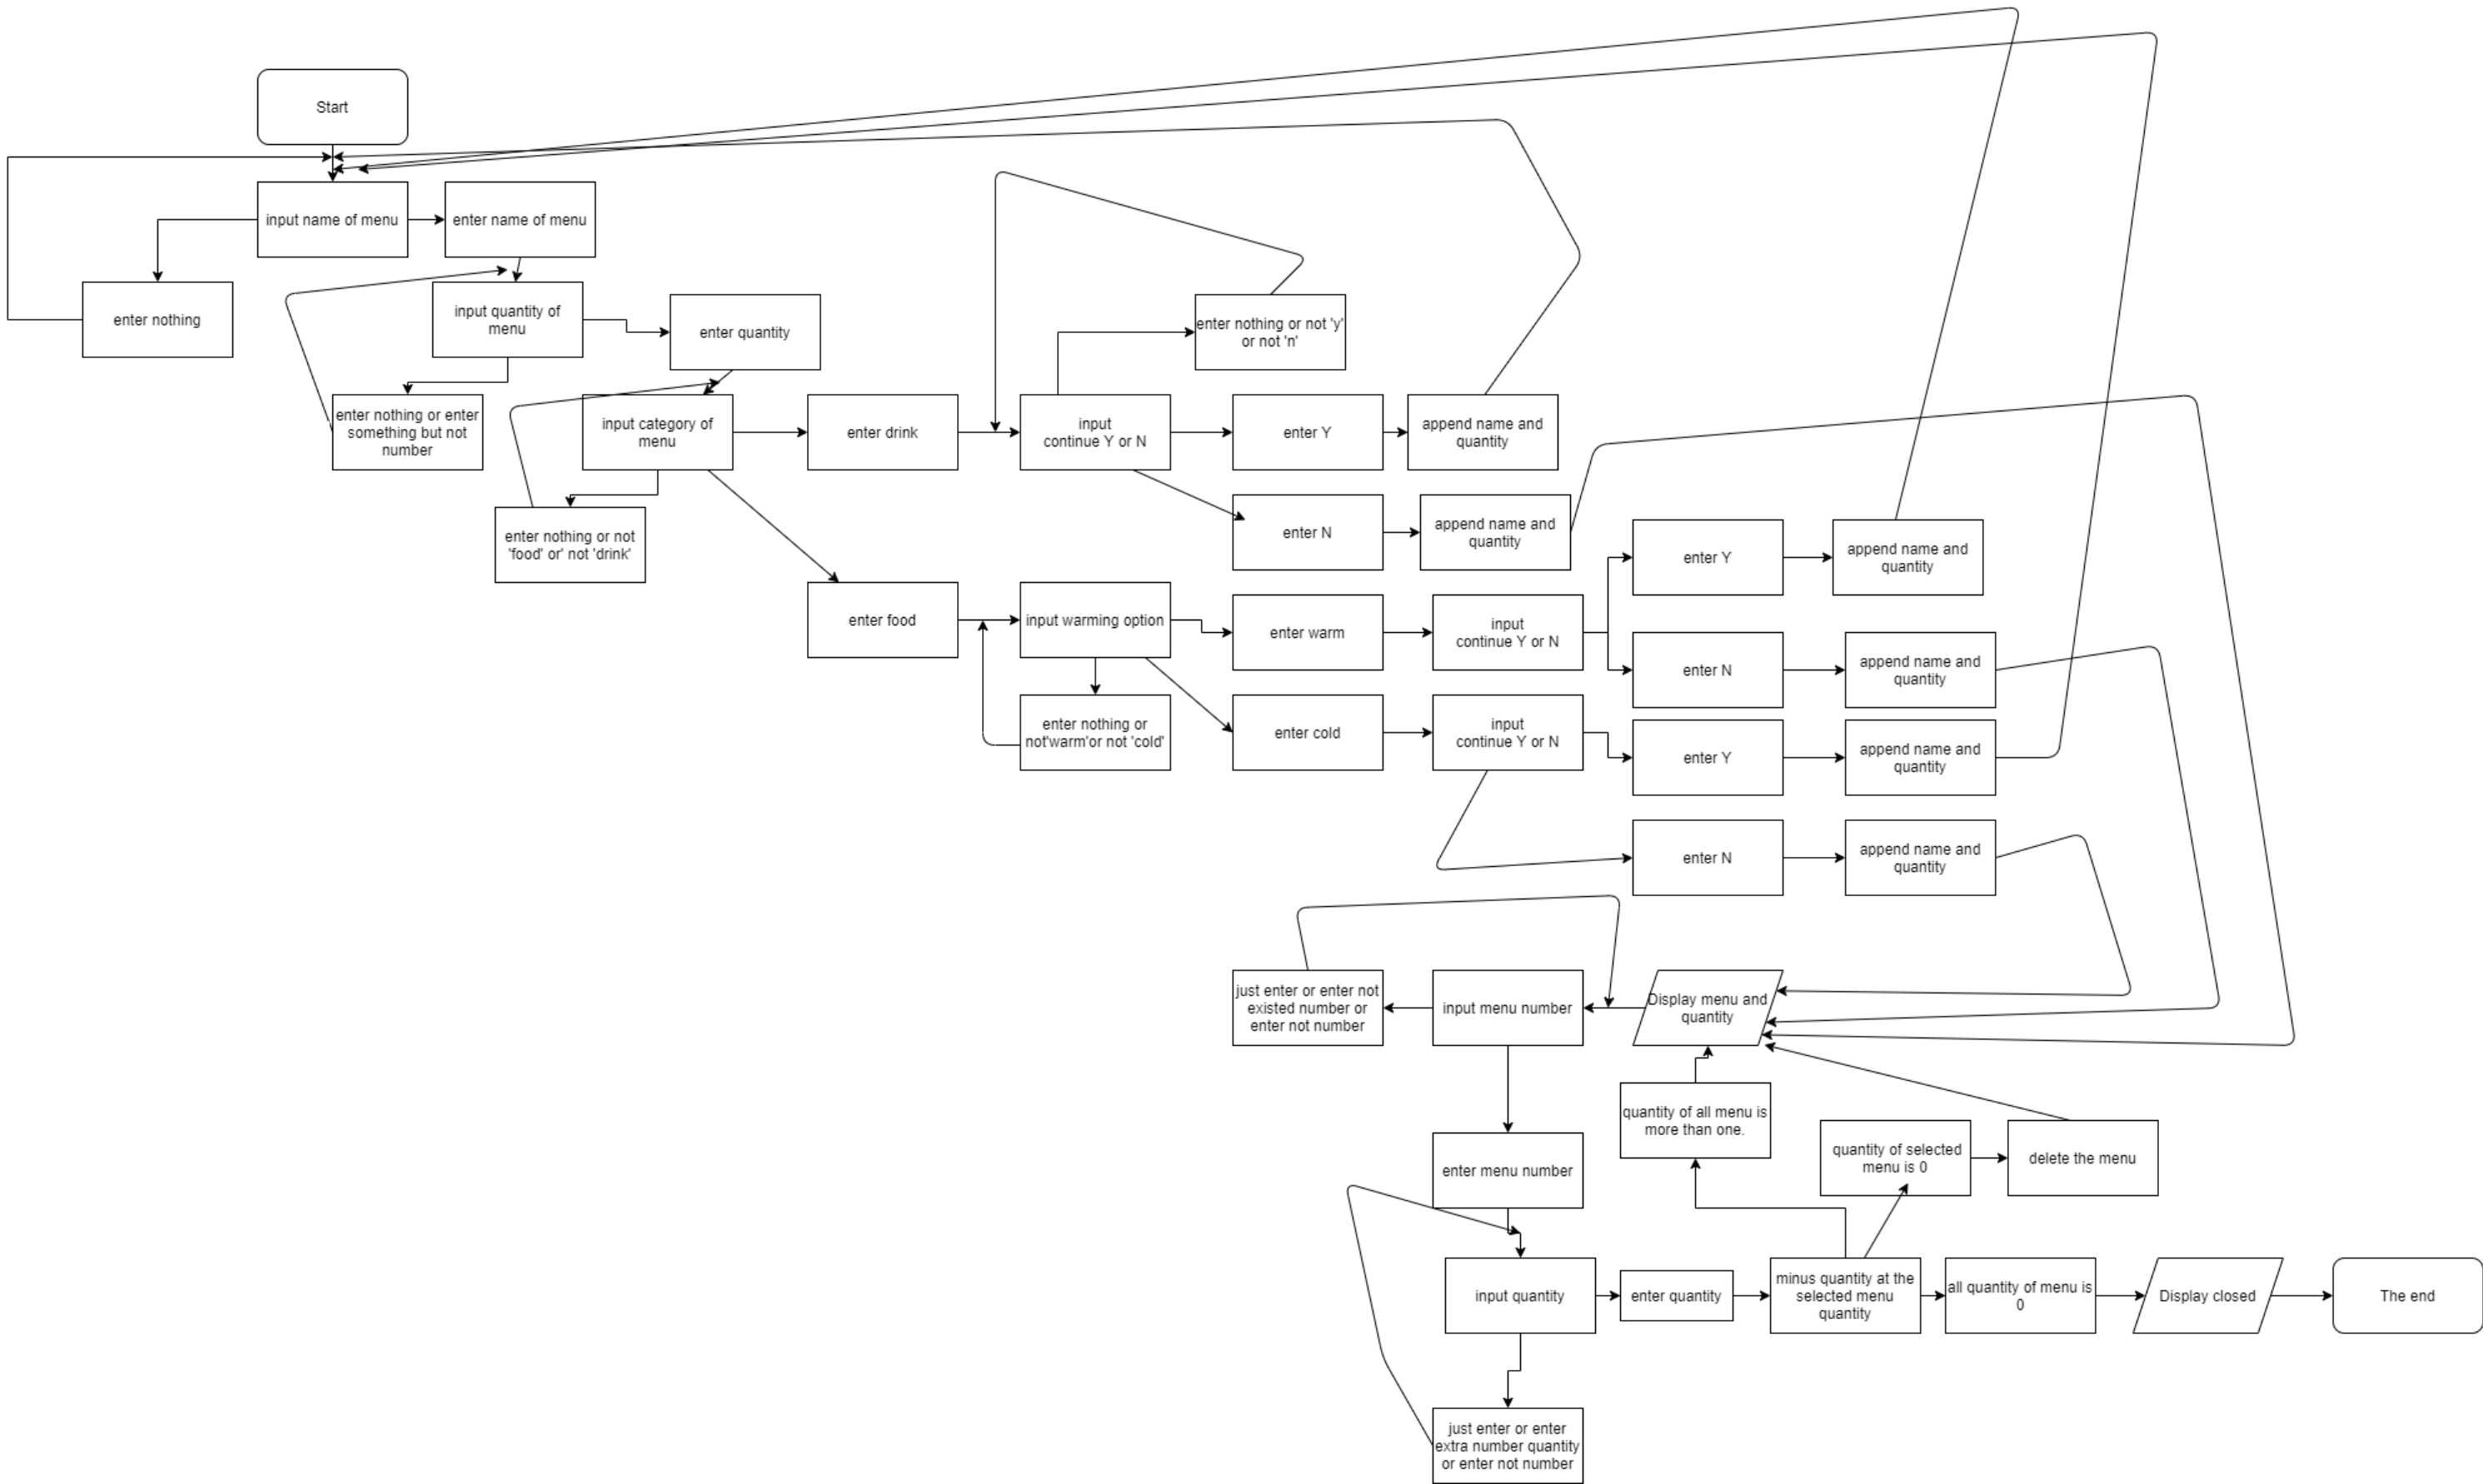 Start
input name of menu
enter name of menu
enter nothing
input quantity of
menu
enter quantity
enter nothing or not 'y'
or not 'n'
enter nothing or enter
something but not
number
input category of
menu
enter drink
input
continue Y or N
enter Y
append name and
quantity
enter nothing or not
'food' or' not 'drink'
enter N
append name and
quantity
enter Y
append name and
quantity
enter food
input warming option
enter warm
input
continue Y or N
enter N
append name and
quantity
enter nothing or
not'warm'or not 'cold'
enter cold
input
continue Y or N
enter Y
append name and
quantity
enter N
append name and
quantity
just enter or enter not
existed number or
enter not number
input menu number
Display menu and
quantity
quantity of all menu is
more than one.
enter menu number
quantity of selected
menu is 0
delete the menu
input quantity
enter quantity
minus quantity at the
selected menu
quantity
all quantity of menu is
0
Display closed
The end
just enter or enter
extra number quantity
or enter not number